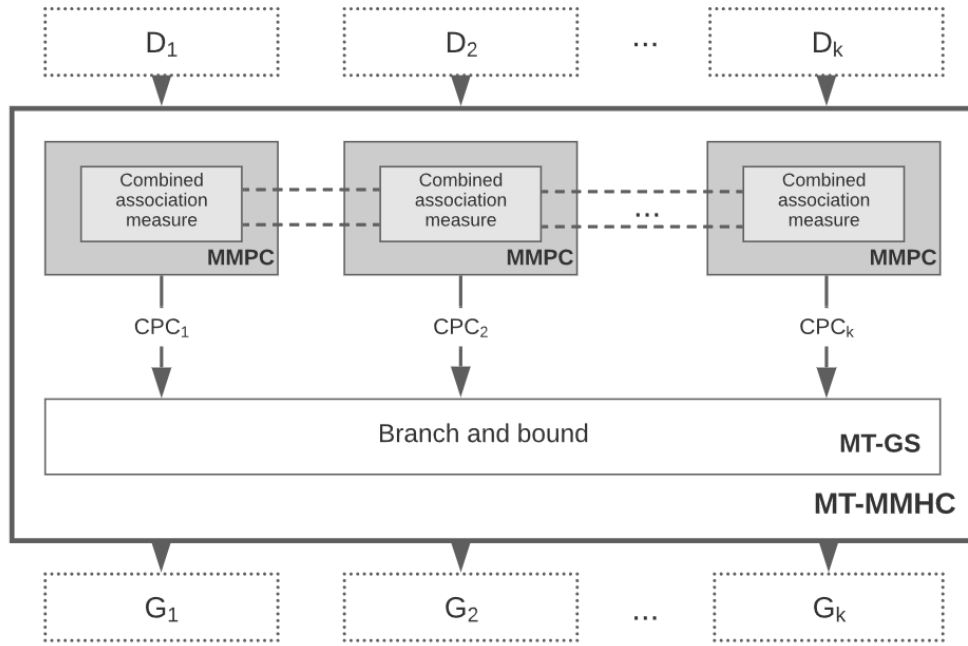 D1 D2 ... Dk
Combined Combined Combined
association association association
measure measure ... measure
MMPC MMPC MMPC
CPC1 CPC2 CPCk
Branch and bound
MT-GS
MT-MMHC
G1 G2 ... Gk